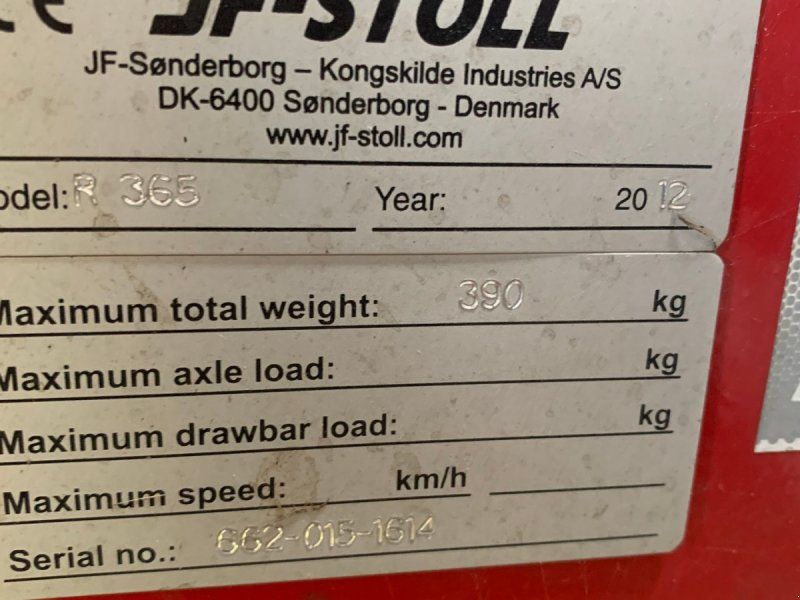 CE JF-STOLL
JF-Sønderborg – Kongskilde Industries A/S
DK-6400 Sønderborg - Denmark
www.jf-stoll.com
odel: R 365 Year: 2012
Maximum total weight: 390 kg
Maximum axle load: kg
Maximum drawbar load: kg
Maximum speed: km/h
Serial no.: 662-015-1614